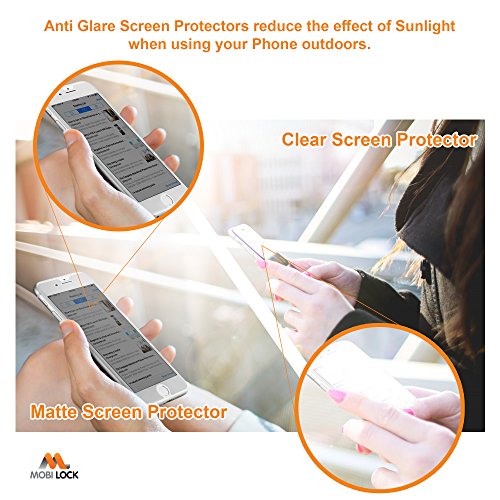 Anti Glare Screen Protectors reduce the effect of Sunlight
when using your Phone outdoors.
Clear Screen Protector
Matte Screen Protector
MOBI LOCK